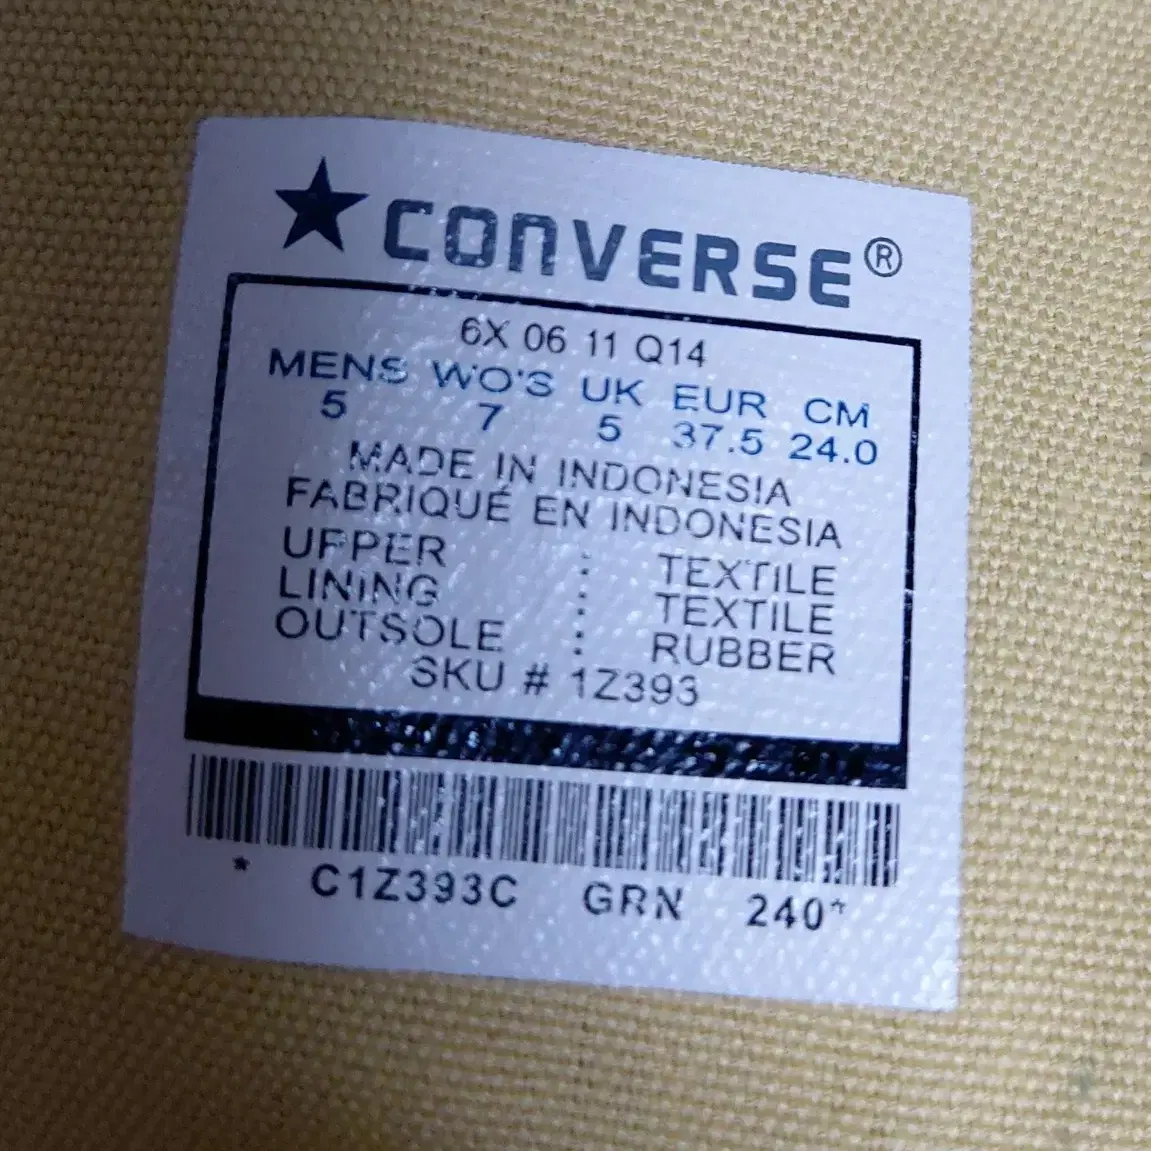 ★ CONVERSE®
6X 06 11 Q14
MENS WO'S UK EUR CM
5 7 5 37.5 24.0
MADE IN INDONESIA
FABRIQUÉ EN INDONESIA
UPPER : TEXTILE
LINING : TEXTILE
OUTSOLE : RUBBER
SKU # 1Z393
* C1Z393C GRN 240*